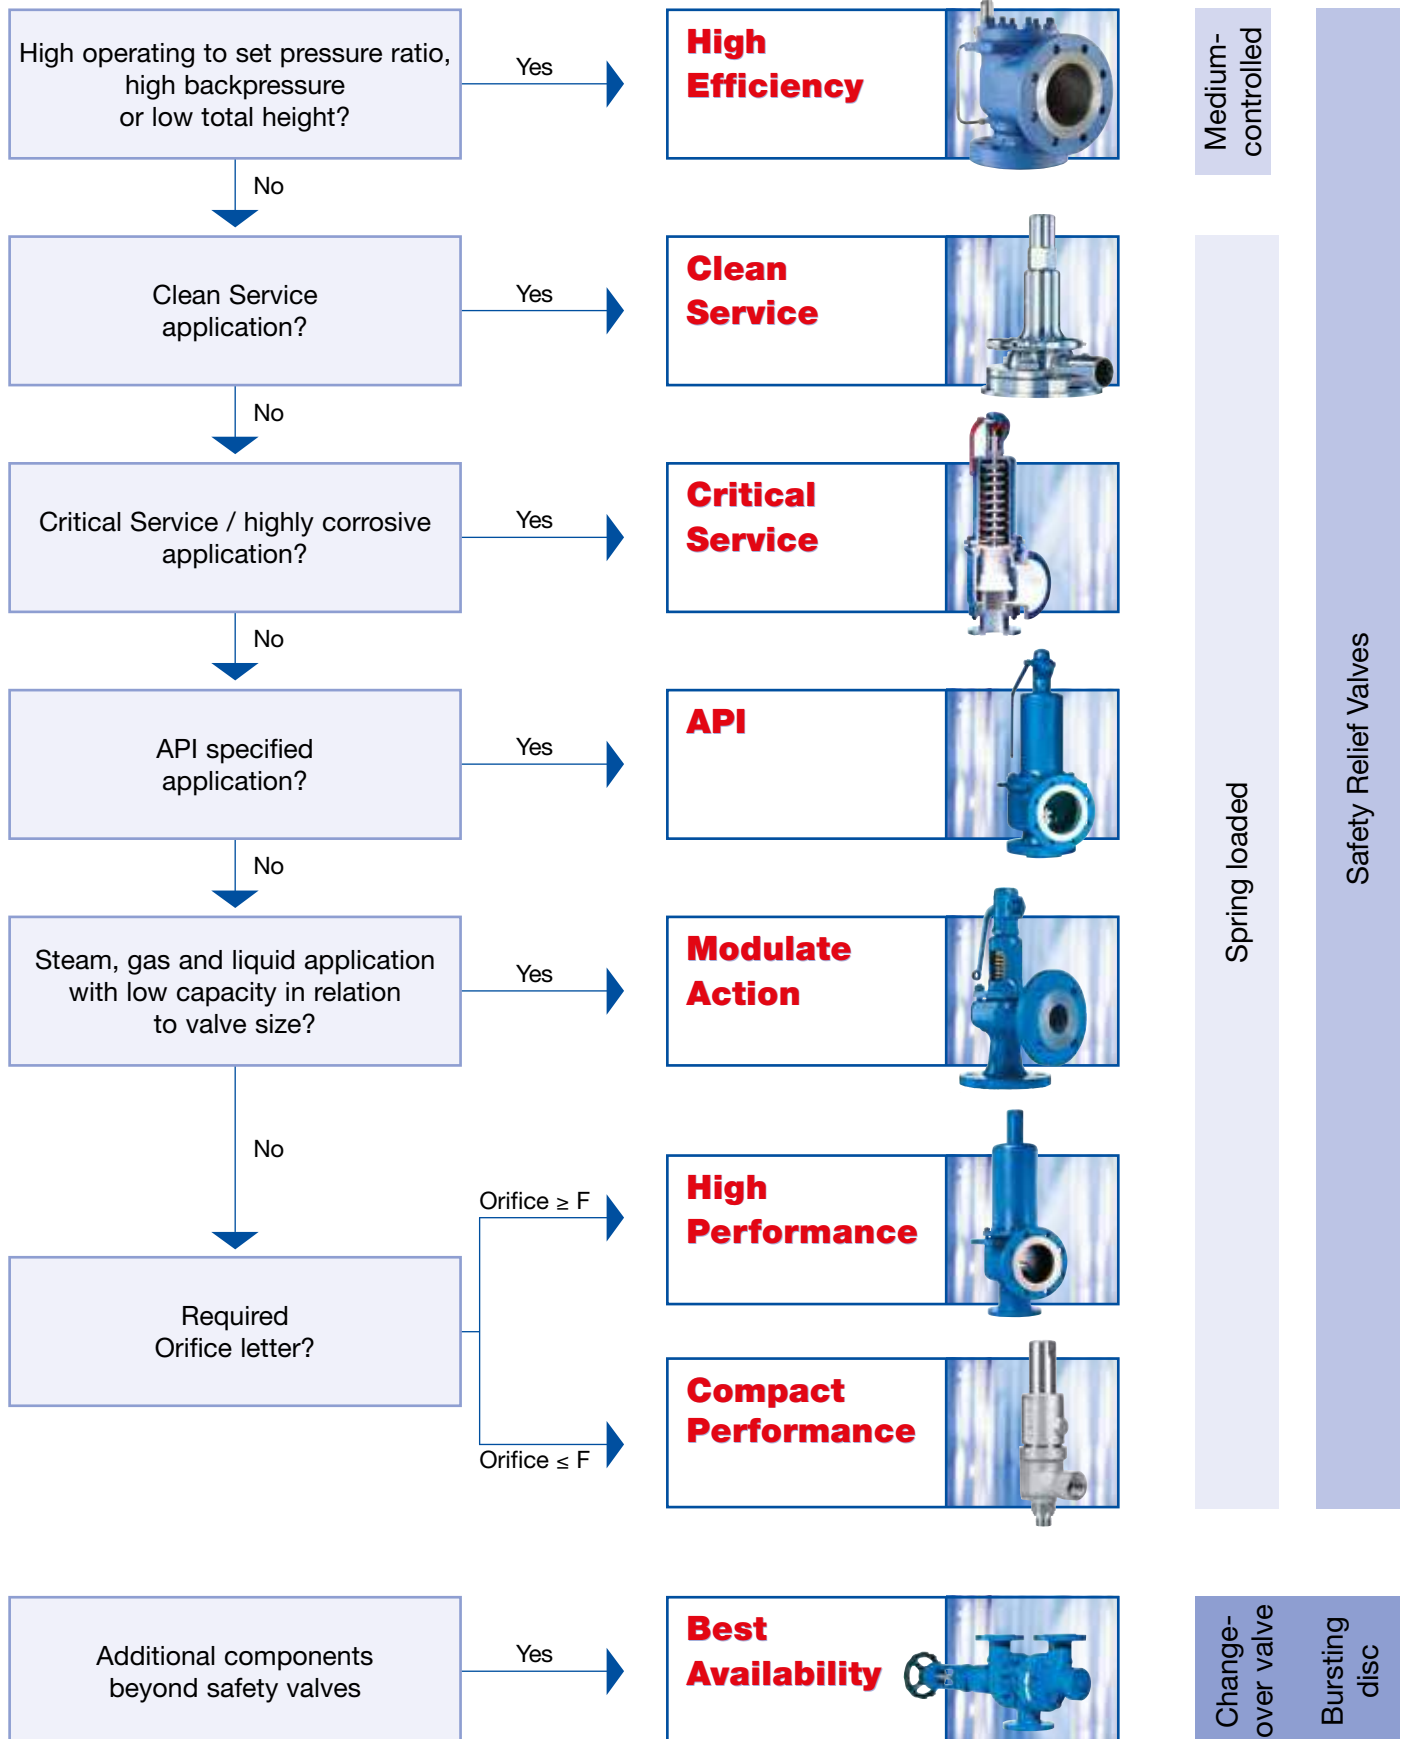 High operating to set pressure ratio,
high backpressure
or low total height?
Yes
High
Efficiency
Medium-
controlled
No
Clean Service
application?
Yes
Clean
Service
No
Critical Service / highly corrosive
application?
Yes
Critical
Service
No
API specified
application?
Yes
API
No
Steam, gas and liquid application
with low capacity in relation
to valve size?
Yes
Modulate
Action
No
Required
Orifice letter?
Orifice ≥ F
High
Performance
Orifice ≤ F
Compact
Performance
Spring loaded
Safety Relief Valves
Additional components
beyond safety valves
Yes
Best
Availability
Change-
over valve
Bursting
disc